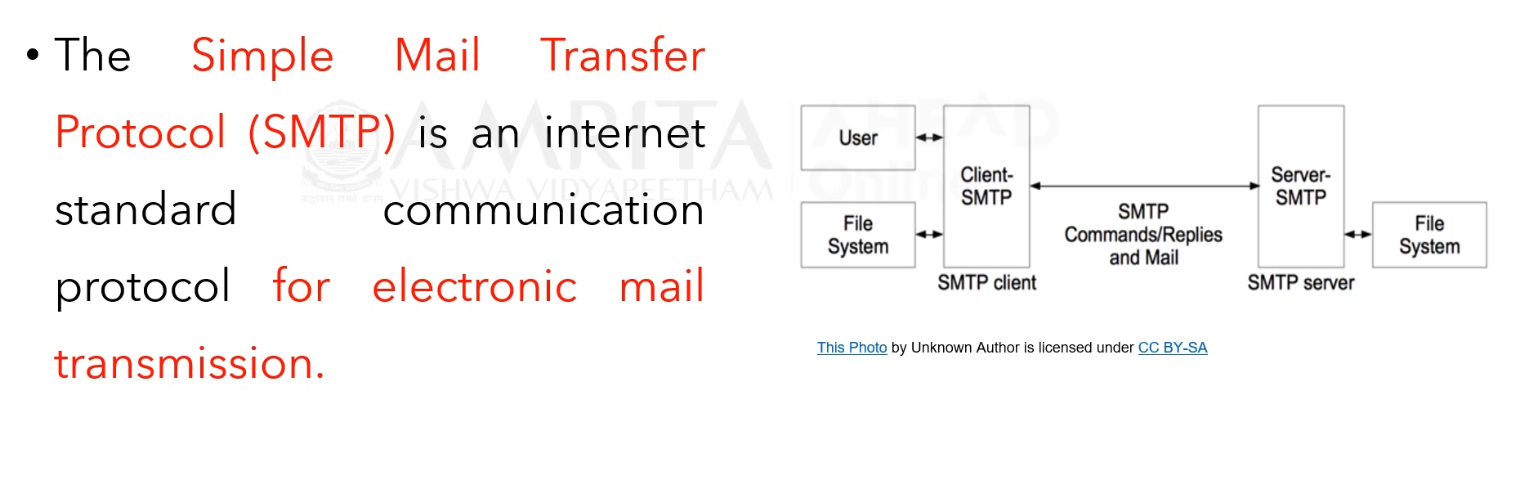 • The Simple Mail Transfer
Protocol (SMTP) is an internet
standard communication
protocol for electronic mail
transmission.
AMRITA
VISHWA VIDYAPEETHAM
AHEAD
Online
User
File
System
Client-
SMTP
SMTP client
SMTP
Commands/Replies
and Mail
Server-
SMTP
SMTP server
File
System
This Photo by Unknown Author is licensed under CC BY-SA